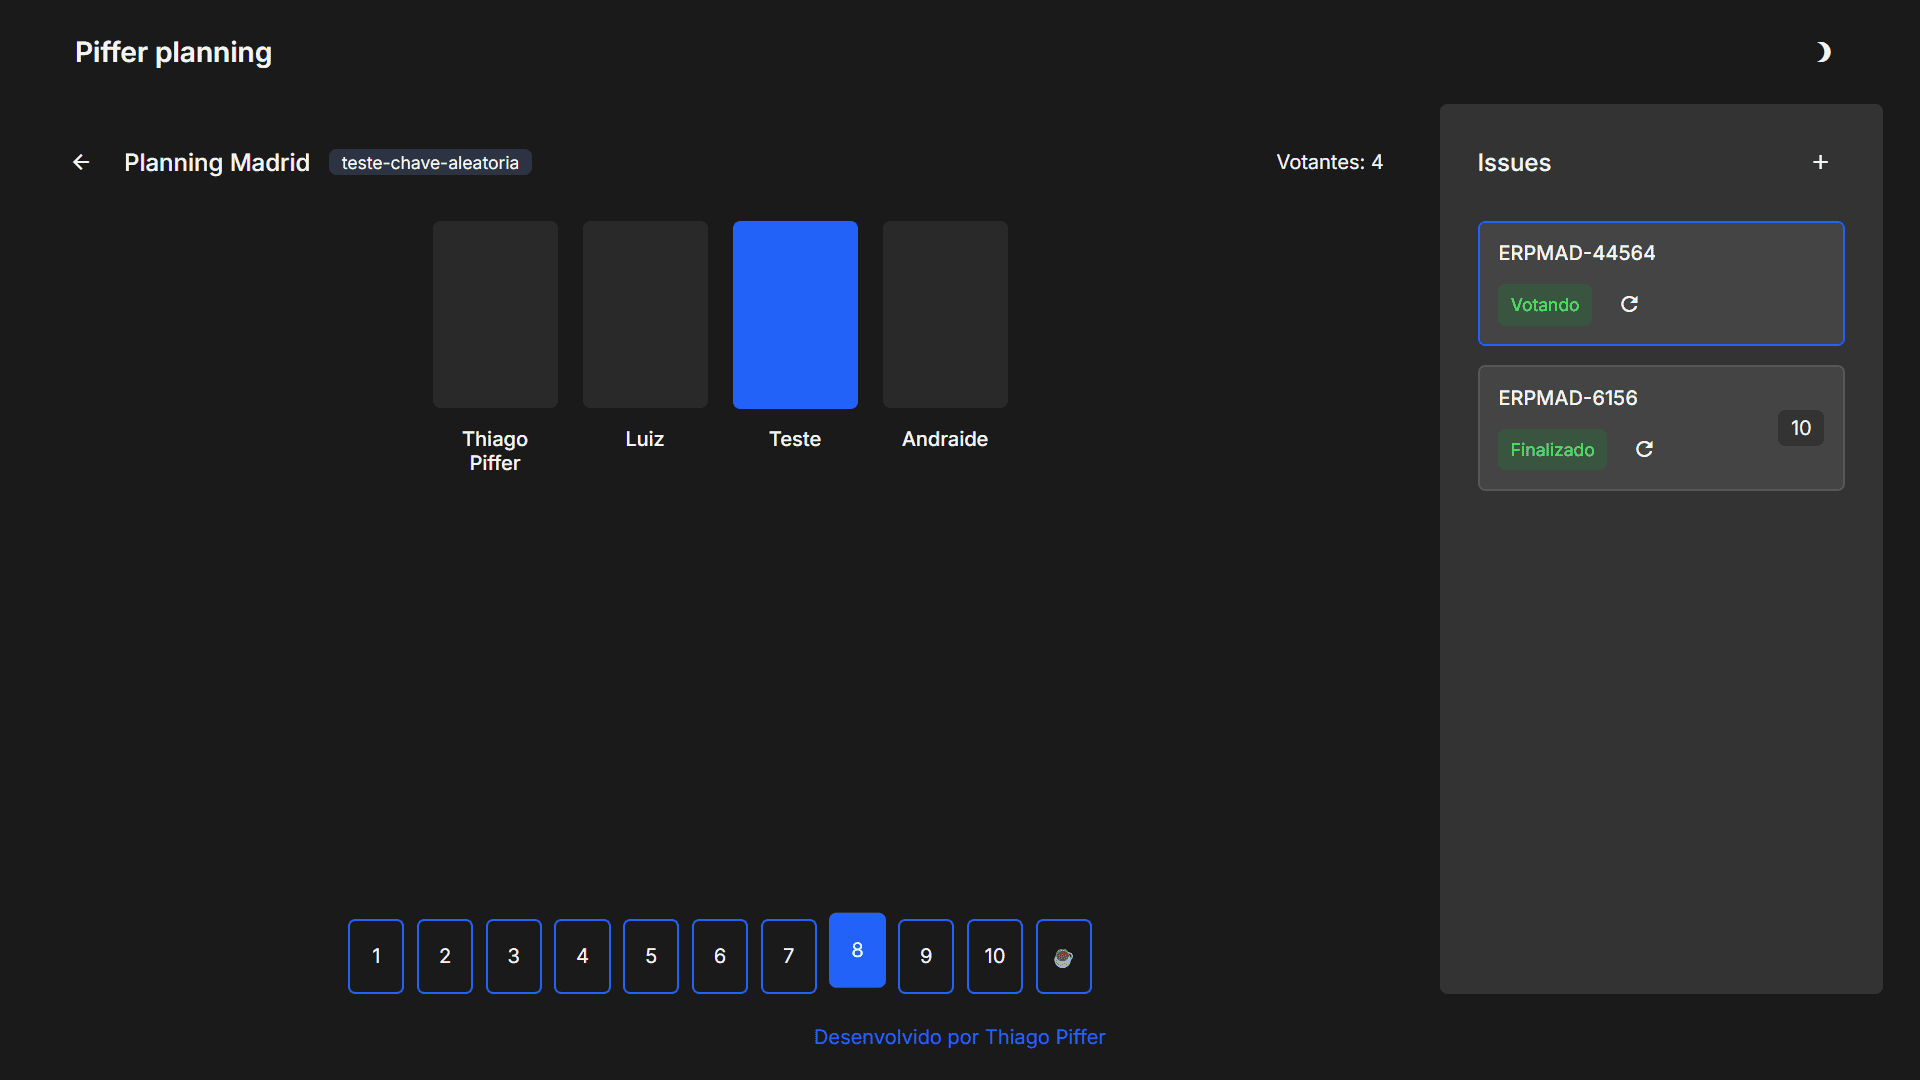 Piffer planning
Planning Madrid
teste-chave-aleatoria
Votantes: 4
Thiago
Piffer
Luiz
Teste
Andraide
1
2
3
4
5
6
7
8
9
10
Issues
ERPMAD-44564
Votando
ERPMAD-6156
Finalizado
10
Desenvolvido por Thiago Piffer